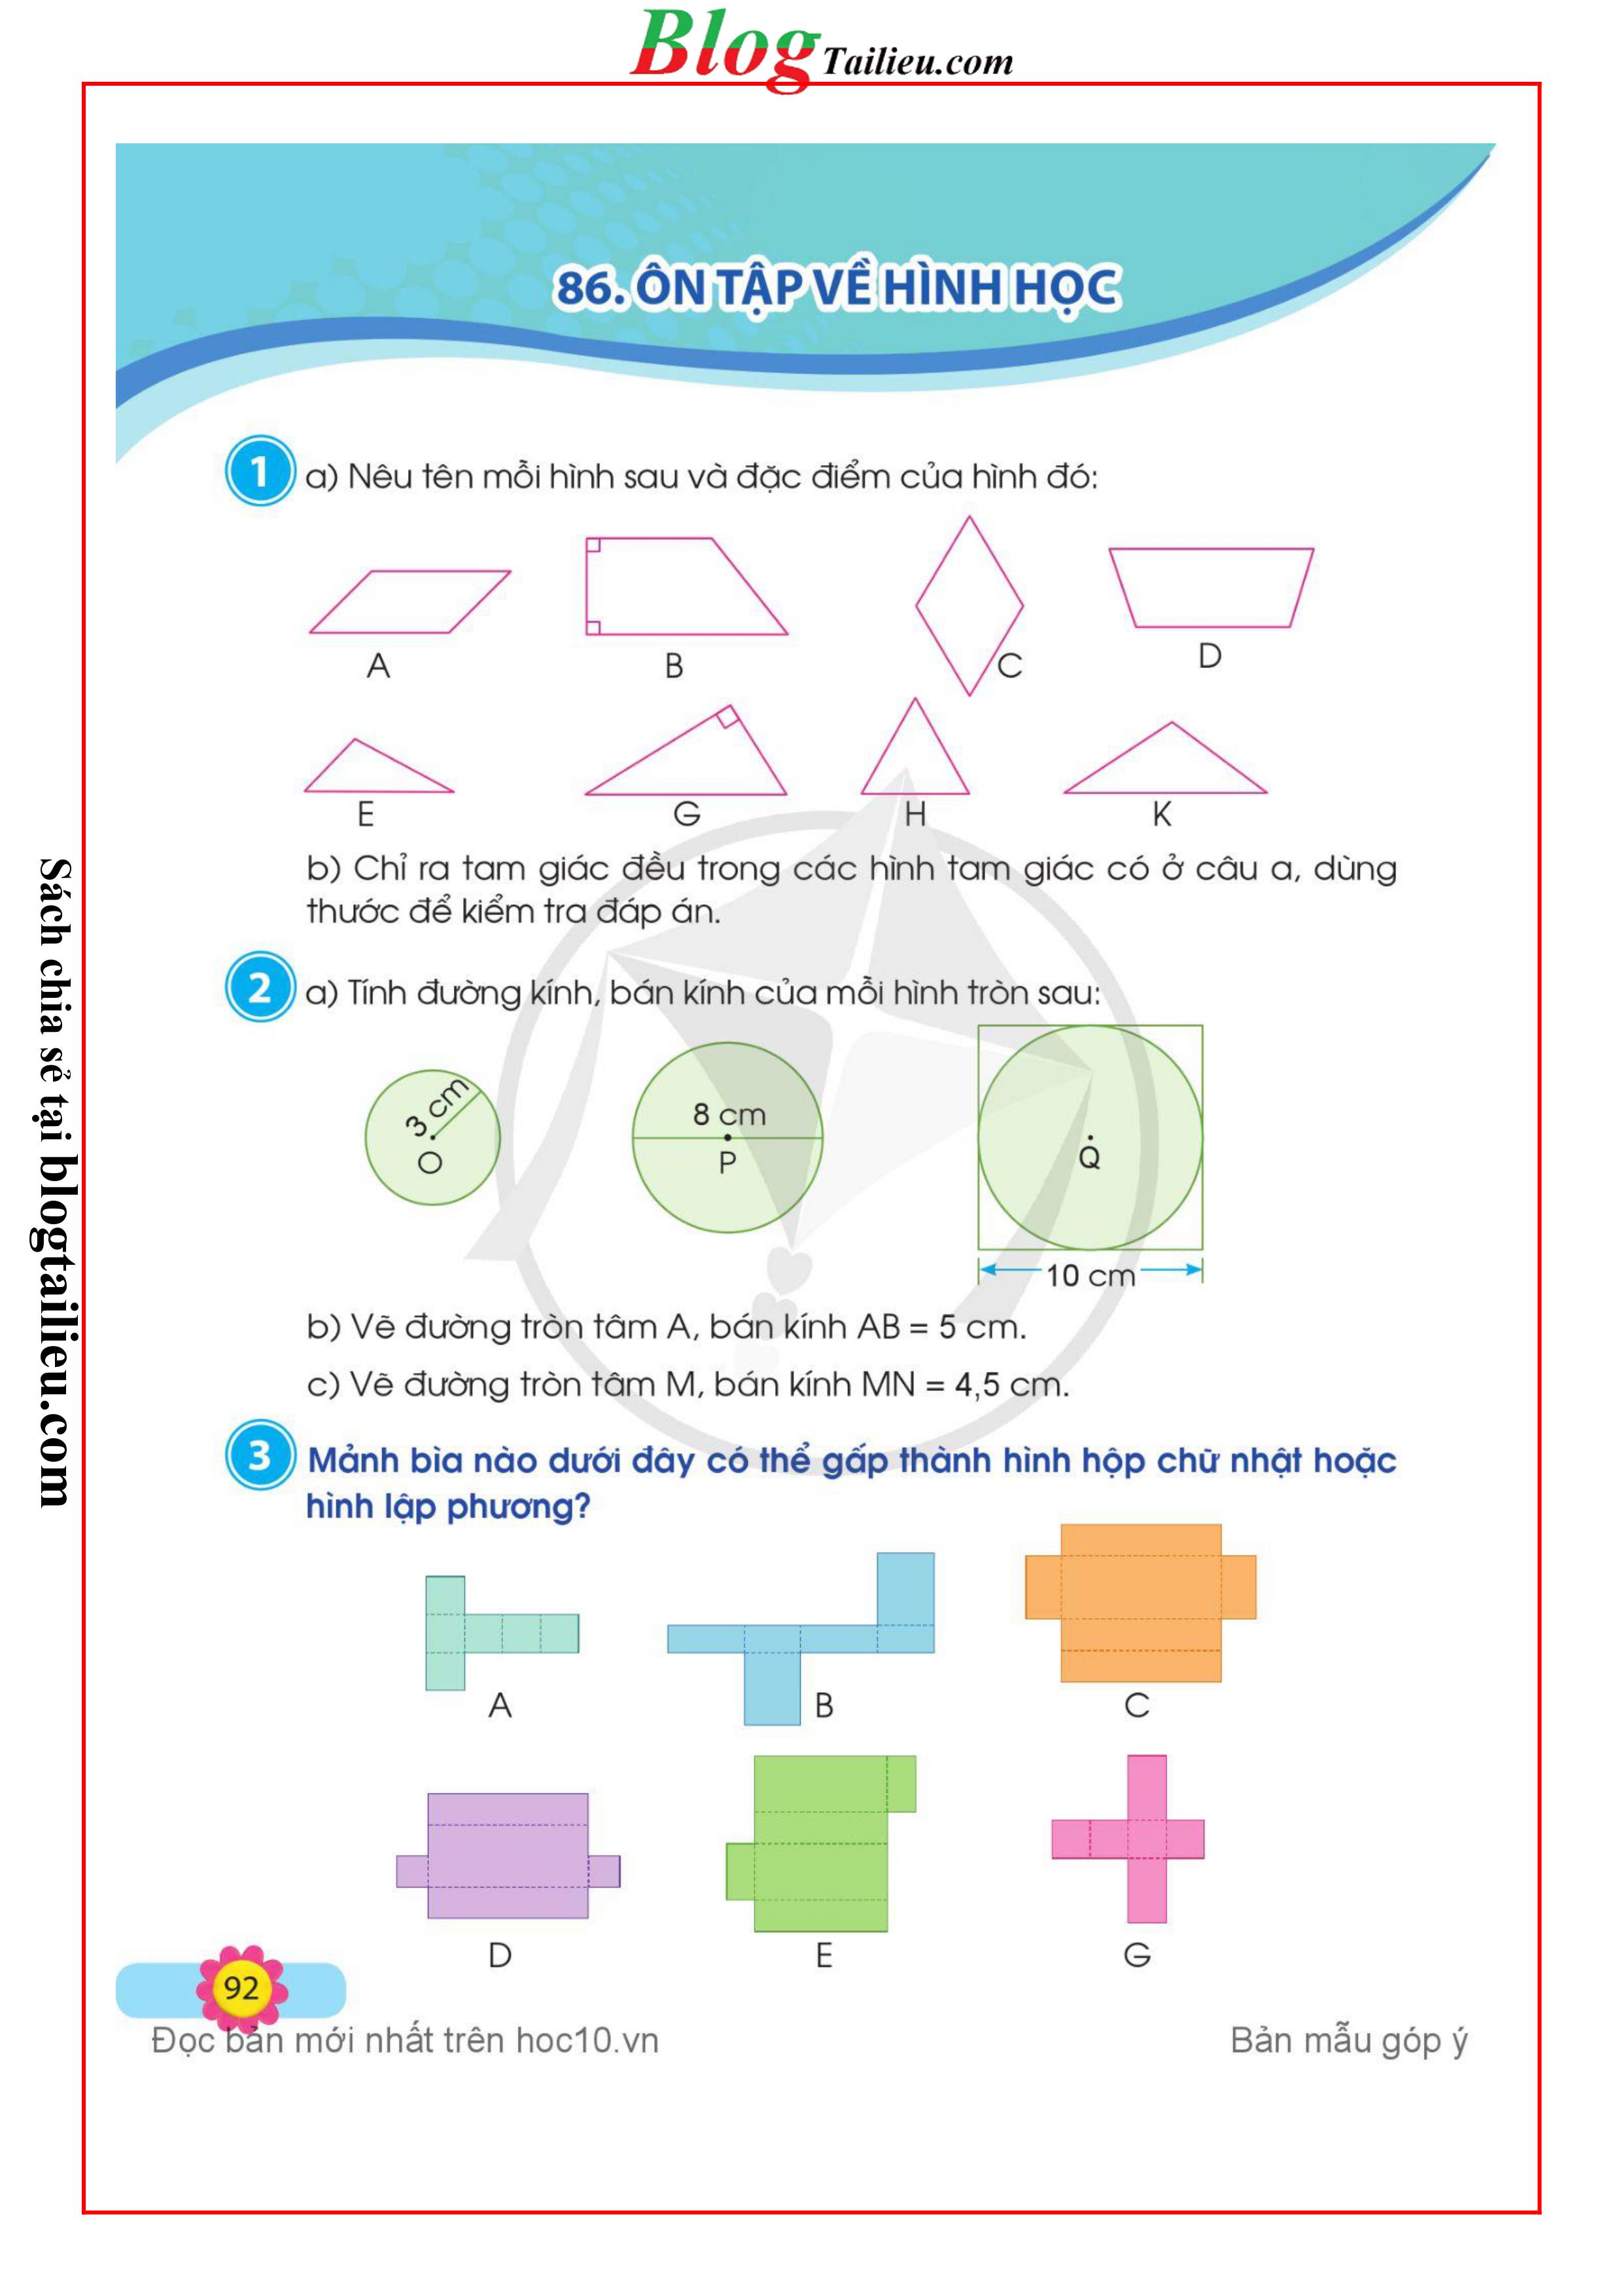 Blog Tailieu.com
86. ÔN TẬP VỀ HÌNH HỌC
1 a) Nêu tên mỗi hình sau và đặc điểm của hình đó:
A B C D
E G H K
b) Chỉ ra tam giác đều trong các hình tam giác có ở câu a, dùng
thước để kiểm tra đáp án.
2 a) Tính đường kính, bán kính của mỗi hình tròn sau:
3 cm
O
8 cm
P
Q
10 cm
b) Vẽ đường tròn tâm A, bán kính AB = 5 cm.
c) Vẽ đường tròn tâm M, bán kính MN = 4,5 cm.
3 Mảnh bìa nào dưới đây có thể gấp thành hình hộp chữ nhật hoặc
hình lập phương?
A B C
D E G
92
Đọc bản mới nhất trên hoc10.vn
Bản mẫu góp ý
Sách chia sẻ tại blogtailieu.com